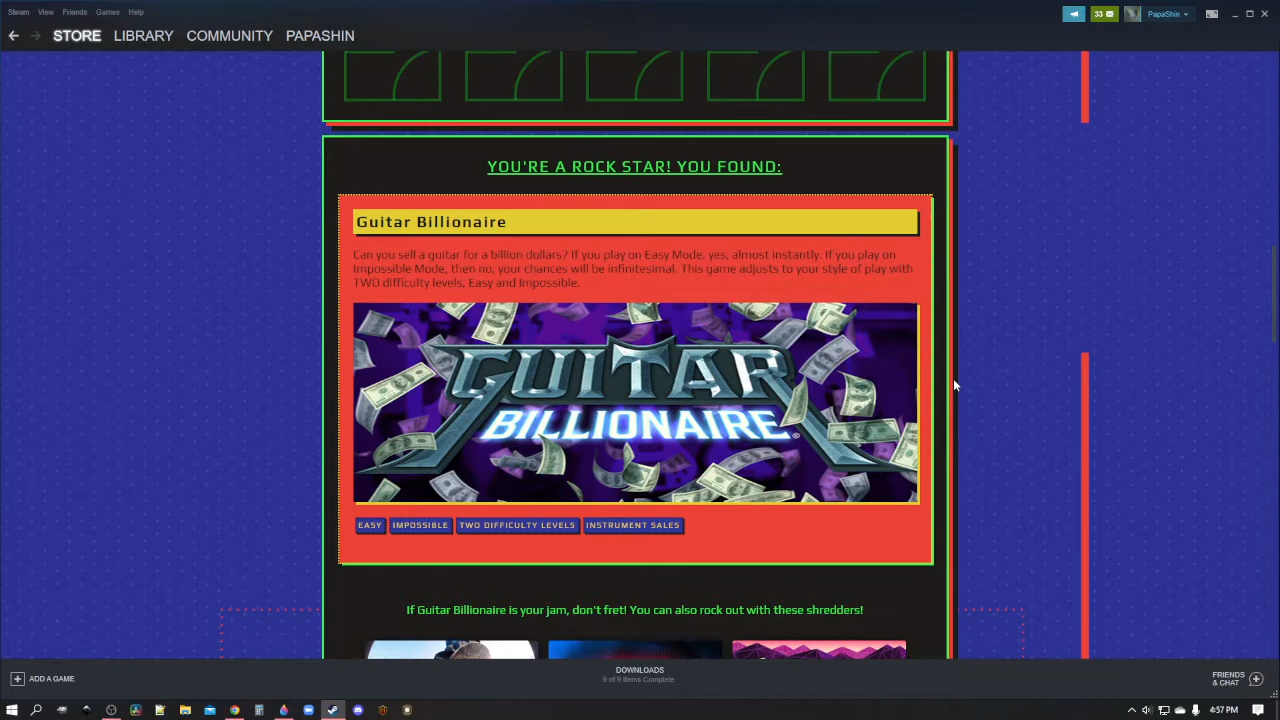 Steam View Friends Games Help
33 PapaShin
STORE LIBRARY COMMUNITY PAPASHIN
YOU'RE A ROCK STAR! YOU FOUND:
Guitar Billionaire
Can you sell a guitar for a billion dollars? If you play on Easy Mode, yes, almost instantly. If you play on
Impossible Mode, then no, your chances will be infinitesimal. This game adjusts to your style of play with
TWO difficulty levels, Easy and Impossible.
GUITAR
BILLIONAIRE®
EASY IMPOSSIBLE TWO DIFFICULTY LEVELS INSTRUMENT SALES
If Guitar Billionaire is your jam, don't fret! You can also rock out with these shredders!
DOWNLOADS
9 of 9 Items Complete
ADD A GAME
FRIENDS
& CHAT
4:57 PM